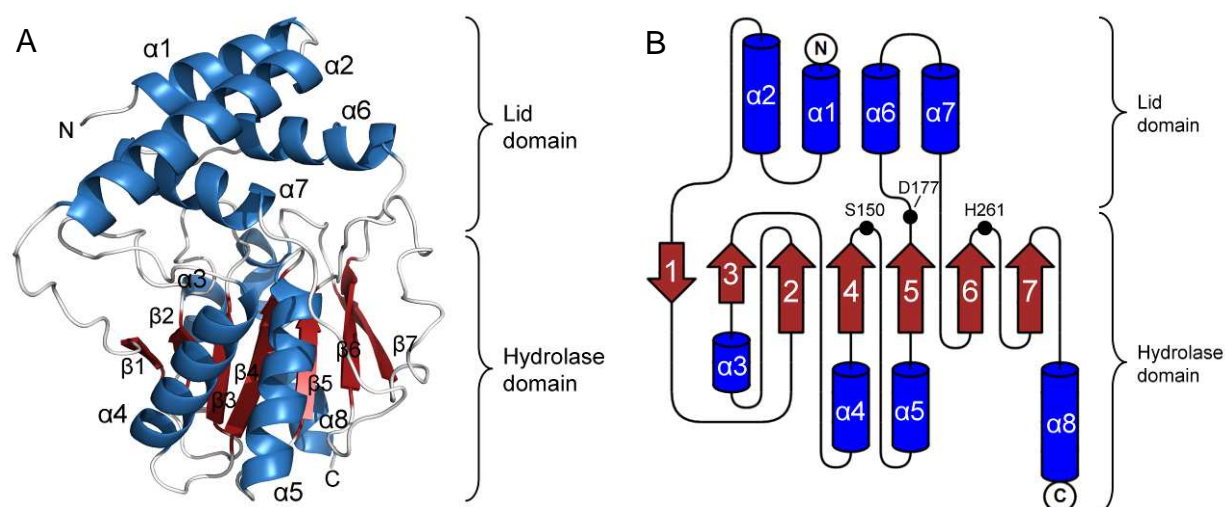 A
α1
α2
N
α6
α7
α3
β2
β1
β6
β7
β4
β5
β3
α4
α8
C
α5
Lid
domain
Hydrolase
domain
B
N
α2
α1
α6
α7
D177
S150
H261
1
3
2
4
5
6
7
α3
α4
α5
α8
C
Lid
domain
Hydrolase
domain